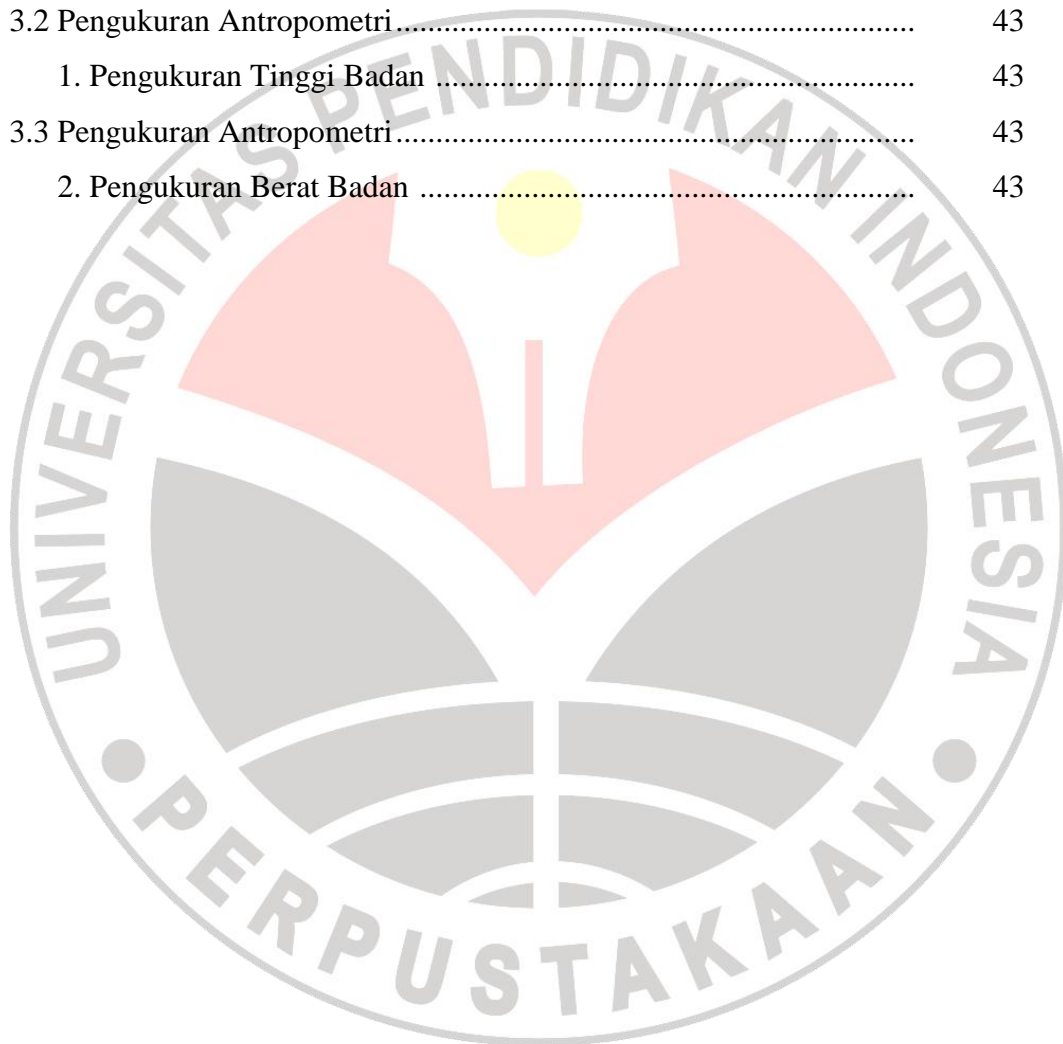 3.2 Pengukuran Antropometri................................................................. 43
1. Pengukuran Tinggi Badan ............................................................ 43
3.3 Pengukuran Antropometri................................................................. 43
2. Pengukuran Berat Badan .............................................................. 43
UNIVERSITAS PENDIDIKAN INDONESIA
PERPUSTAKAAN